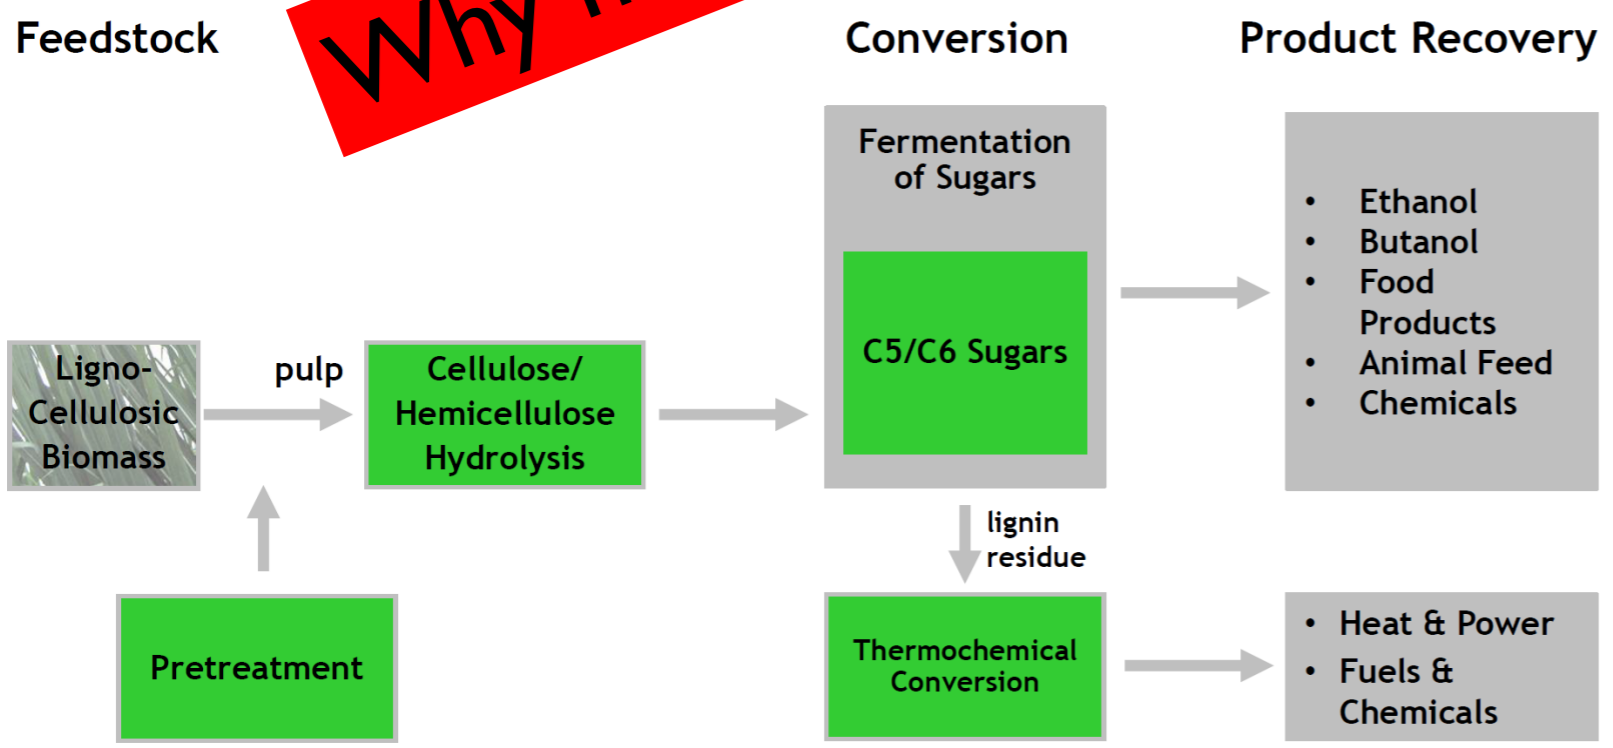 Feedstock
Why
Conversion
Product Recovery
Ligno-
Cellulosic
Biomass
pulp
Cellulose/
Hemicellulose
Hydrolysis
Pretreatment
Fermentation
of Sugars
C5/C6 Sugars
lignin
residue
Thermochemical
Conversion
• Ethanol
• Butanol
• Food
Products
• Animal Feed
• Chemicals
• Heat & Power
• Fuels &
Chemicals